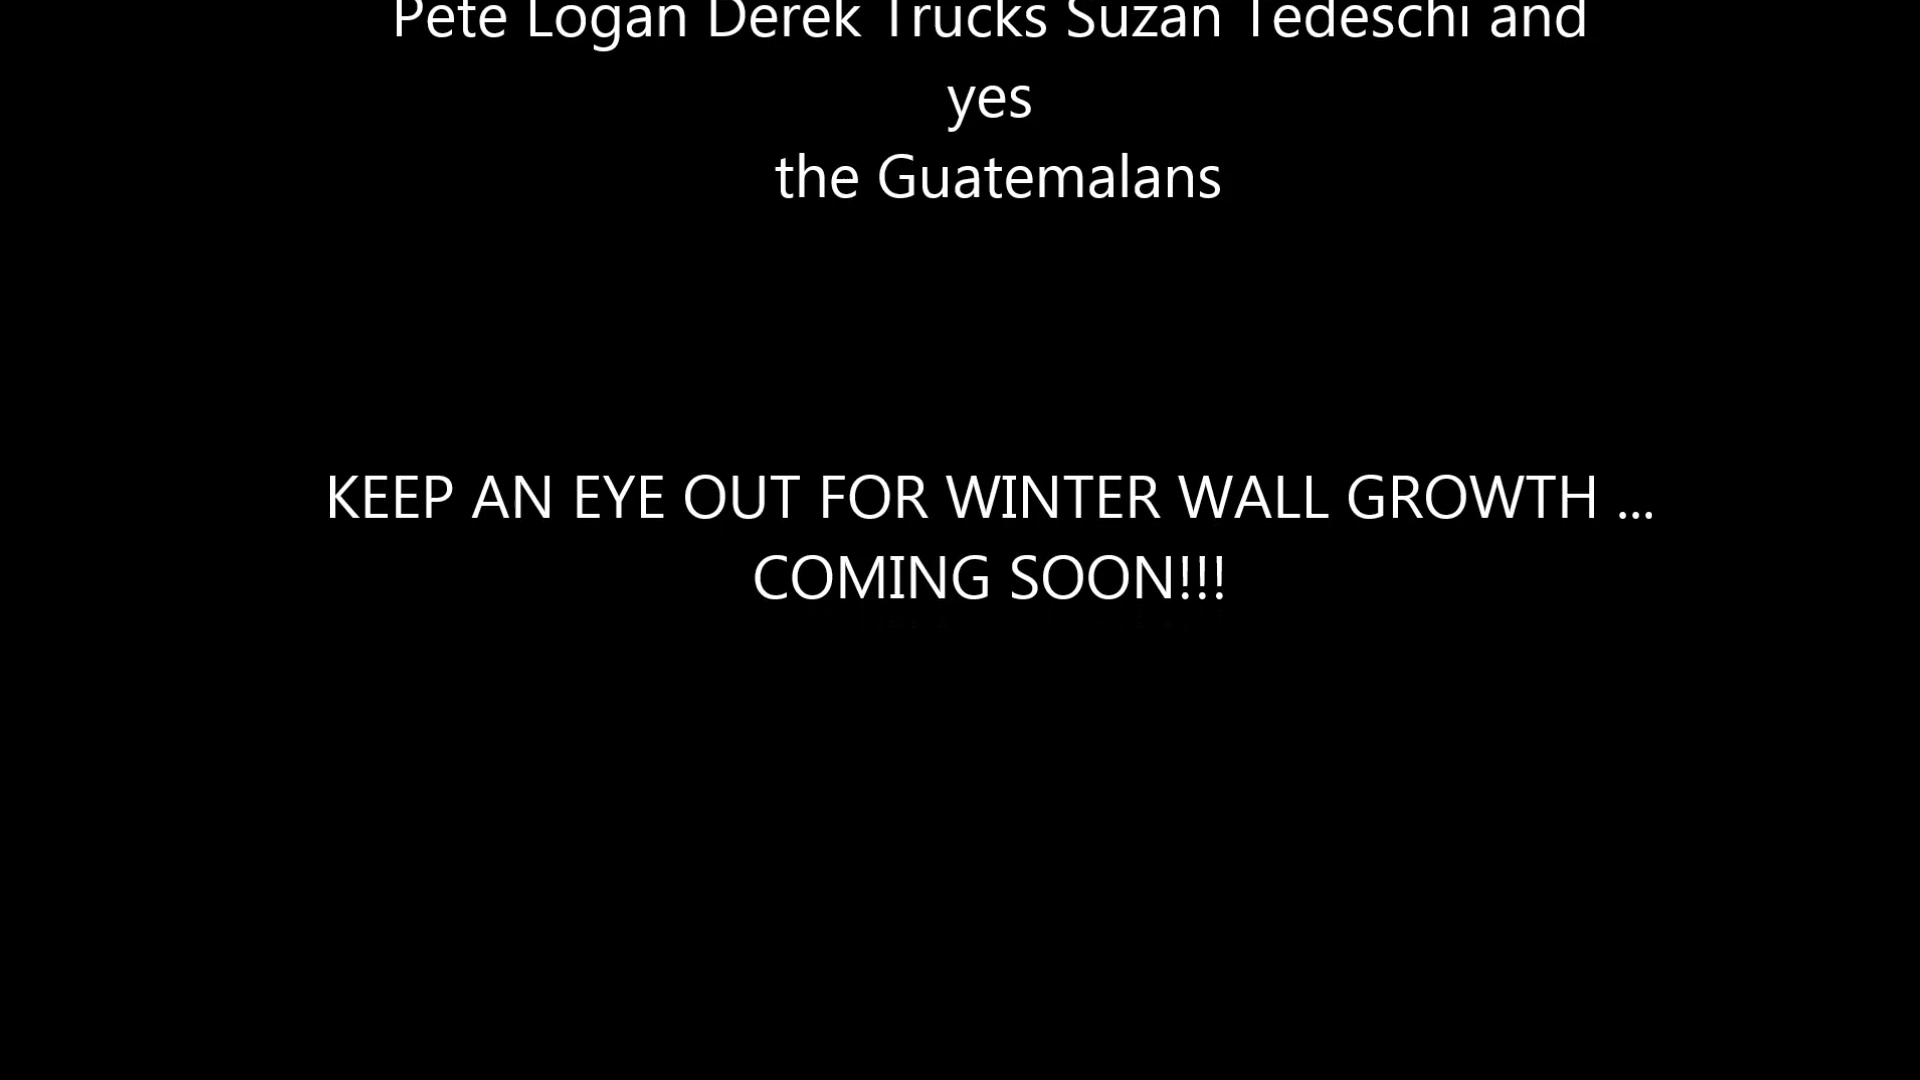 Pete Logan Derek Trucks Suzan Tedeschi and
yes
the Guatemalans
KEEP AN EYE OUT FOR WINTER WALL GROWTH ...
COMING SOON!!!